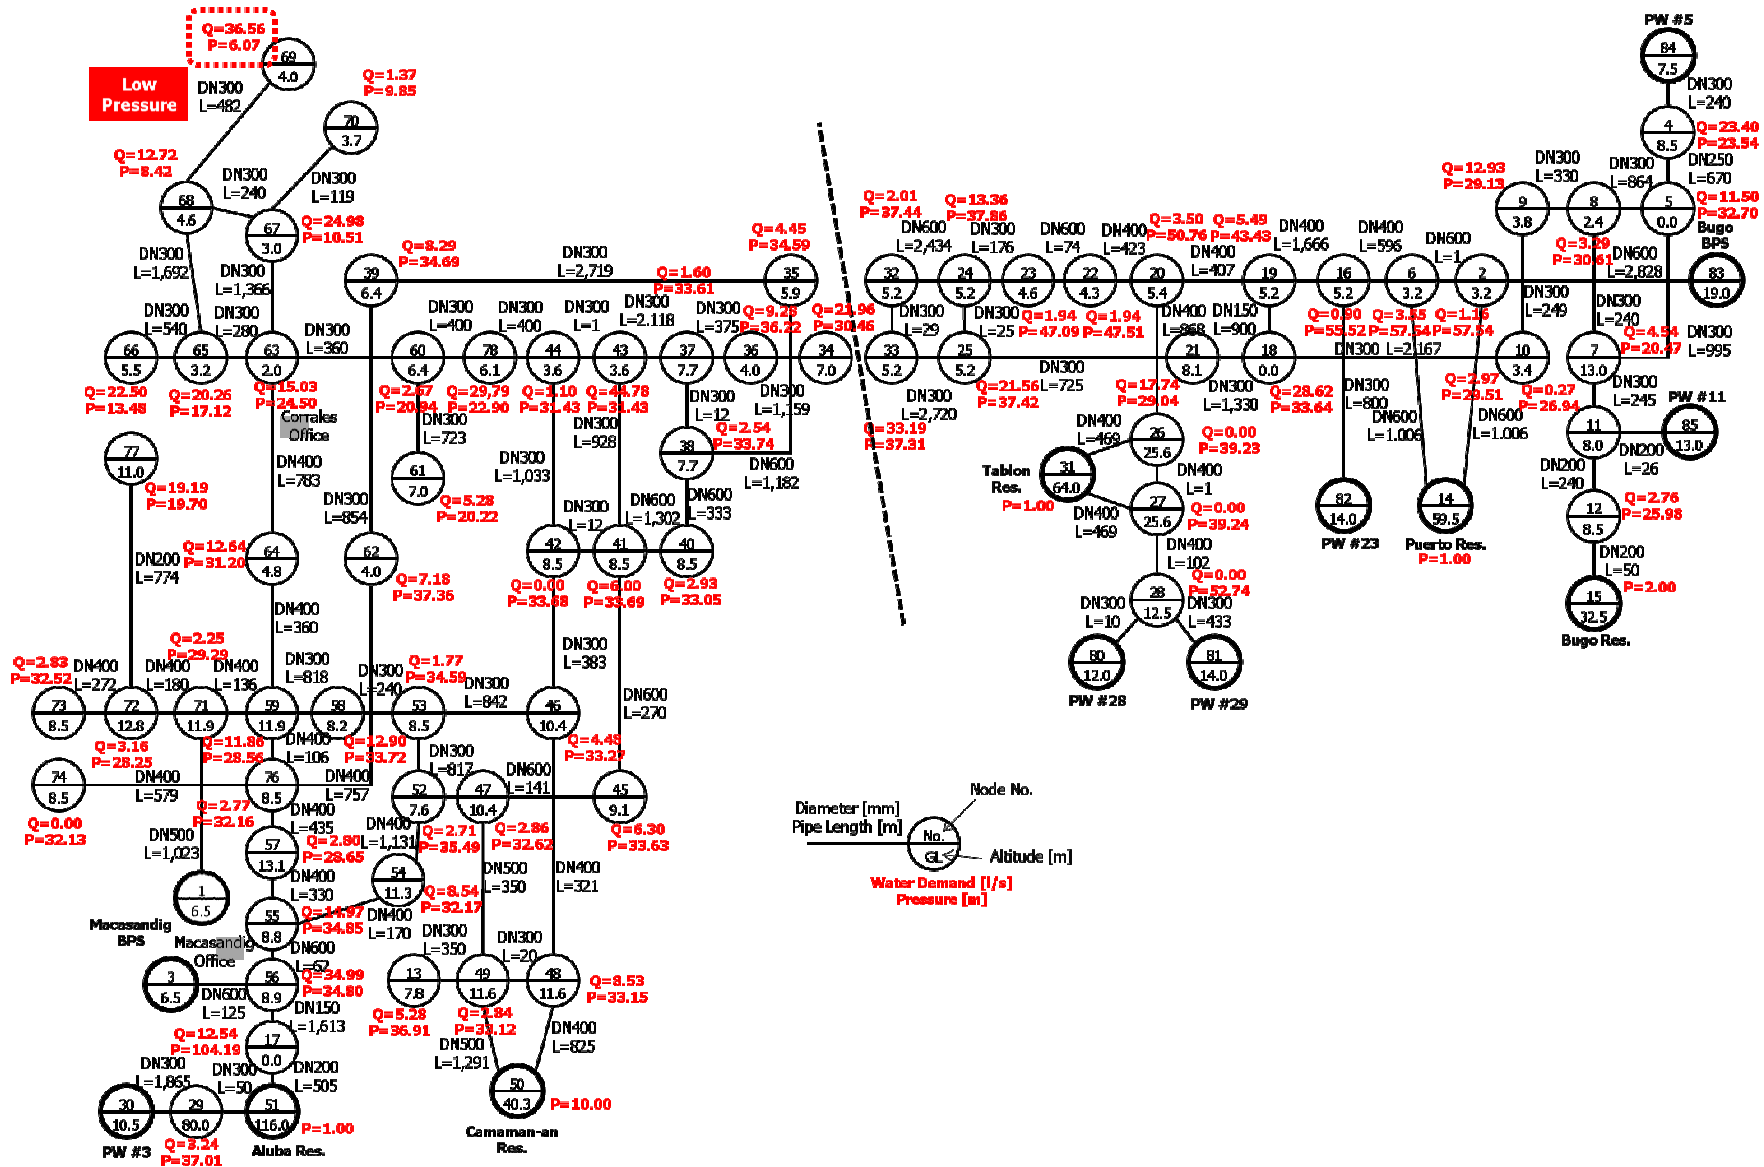 Q=36.56
P=6.07
69
4.0
Low
Pressure
DN300
L=482
Q=1.37
P=9.85
70
3.7
Q=12.72
P=8.42
DN300
L=240
DN300
L=119
68
4.6
67
3.0
Q=24.98
P=10.51
DN300
L=1,692
DN300
L=1,366
DN300
L=540
DN300
L=280
DN300
L=360
66
5.5
65
3.2
63
2.0
Q=22.50
P=13.48
Q=20.26
P=17.12
Q=15.03
P=24.50
Corrales
Office
39
6.4
Q=8.29
P=34.69
DN300
L=2,719
Q=1.60
P=33.61
Q=4.45
P=34.59
35
5.9
DN300
L=400
DN300
L=400
DN300
L=1
DN300
L=2.118
DN300
L=375
Q=9.23
P=36.22
Q=21.96
P=30.46
60
6.4
78
6.1
44
3.6
43
3.6
37
7.7
36
4.0
34
7.0
Q=2.67
P=20.94
Q=29.79
P=22.90
Q=1.10
P=31.43
Q=44.78
P=31.43
DN300
L=12
DN300
L=1,159
DN300
L=723
61
7.0
Q=5.28
P=20.22
DN300
L=1,033
DN300
L=928
38
7.7
Q=2.54
P=33.74
DN600
L=1,182
DN300
L=12
DN600
L=1,302
DN600
L=333
42
8.5
41
8.5
40
8.5
Q=0.00
P=33.68
Q=6.00
P=33.69
Q=2.93
P=33.05
77
11.0
Q=19.19
P=19.70
DN400
L=783
DN300
L=854
DN200
L=774
Q=12.64
P=31.20
64
4.8
62
4.0
Q=7.18
P=37.36
DN400
L=360
Q=2.25
P=29.29
Q=2.83
P=32.52
DN400
L=272
DN400
L=180
DN400
L=136
DN300
L=818
DN300
L=240
Q=1.77
P=34.59
DN300
L=842
DN300
L=383
DN600
L=270
73
8.5
72
12.8
71
11.9
59
11.9
58
8.2
53
8.5
46
10.4
Q=3.16
P=28.25
Q=11.86
P=28.56
DN400
L=106
Q=12.90
P=33.72
DN300
L=817
DN600
L=141
Q=4.48
P=33.27
74
8.5
DN400
L=579
76
8.5
DN400
L=757
52
7.6
47
10.4
45
9.1
Q=0.00
P=32.13
Q=2.77
P=32.16
DN400
L=435
DN400
L=1,131
Q=2.71
P=35.49
Q=2.86
P=32.62
Q=6.30
P=33.63
DN500
L=1,023
57
13.1
Q=2.80
P=28.65
DN400
L=330
54
11.3
Q=8.54
P=32.17
DN500
L=350
DN400
L=321
1
6.5
Macasandig
BPS
55
8.8
Q=14.97
P=34.85
DN400
L=170
Macasandig
Office
DN600
L=62
DN300
L=350
DN300
L=20
3
6.5
DN600
L=125
56
8.9
Q=34.99
P=34.80
13
7.8
49
11.6
48
11.6
Q=8.53
P=33.15
DN150
L=1,613
Q=5.28
P=36.91
Q=2.84
P=33.12
Q=12.54
P=104.19
17
0.0
DN500
L=1,291
DN400
L=825
DN300
L=1,865
DN300
L=50
DN200
L=505
30
10.5
29
80.0
51
116.0
P=1.00
50
40.3
P=10.00
PW #3
Q=3.24
P=37.01
Aluba Res.
Camaman-an
Res.
PW #5
84
7.5
DN300
L=240
4
8.5
Q=23.40
P=23.54
DN250
L=670
Q=12.93
P=29.13
DN300
L=330
DN300
L=864
9
3.8
8
2.4
5
0.0
Q=11.50
P=32.70
Bugo
BPS
Q=3.29
P=30.61
DN600
L=2,828
83
19.0
Q=2.01
P=37.44
Q=13.36
P=37.86
Q=3.50
P=50.76
Q=5.49
P=43.43
DN600
L=2,434
DN300
L=176
DN600
L=74
DN400
L=423
DN400
L=407
DN400
L=1,666
DN400
L=596
DN600
L=1
32
5.2
24
5.2
23
4.6
22
4.3
20
5.4
19
5.2
16
5.2
6
3.2
2
3.2
Q=1.94
P=47.09
Q=1.94
P=47.51
Q=0.90
P=55.52
Q=3.55
P=57.54
Q=1.16
P=57.54
DN300
L=29
DN300
L=25
DN400
L=868
DN150
L=900
DN300
L=249
DN300
L=240
Q=4.54
P=20.47
DN300
L=995
33
5.2
25
5.2
21
8.1
18
0.0
10
3.4
7
13.0
DN300
L=2,720
Q=33.19
P=37.31
Q=21.56
P=37.42
DN300
L=725
Q=17.74
P=29.04
DN300
L=1,330
Q=28.62
P=33.64
DN300
L=2,167
DN300
L=800
Q=2.97
P=29.51
Q=0.27
P=26.94
DN300
L=245
PW #11
11
8.0
85
13.0
DN200
L=26
DN200
L=240
DN400
L=469
26
25.6
Q=0.00
P=39.23
DN600
L=1.006
DN600
L=1.006
Tablon
Res.
31
64.0
P=1.00
DN400
L=1
27
25.6
Q=0.00
P=39.24
DN400
L=469
82
14.0
PW #23
14
59.5
Puerto Res.
P=1.00
12
8.5
Q=2.76
P=25.98
DN400
L=102
DN200
L=50
28
12.5
Q=0.00
P=52.74
DN300
L=10
DN300
L=433
15
32.5
P=2.00
Bugo Res.
80
12.0
PW #28
81
14.0
PW #29
Node No.
Diameter [mm]
Pipe Length [m]
No.
GL
Altitude [m]
Water Demand [l/s]
Pressure [m]